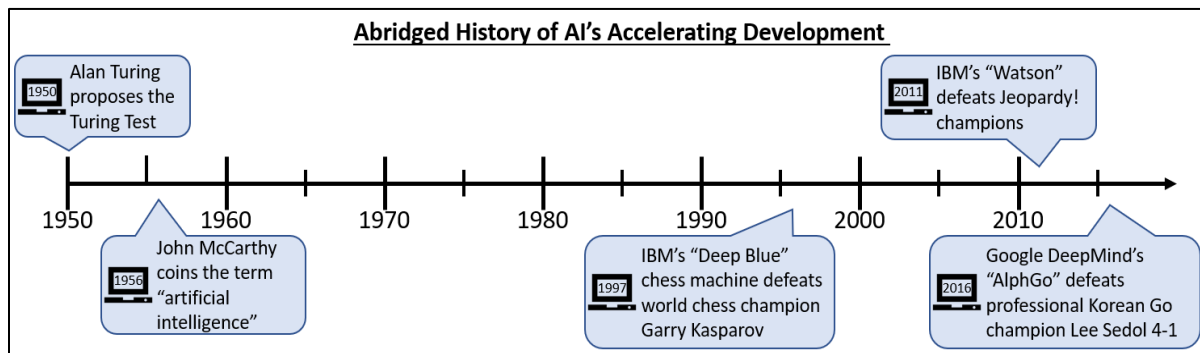 Abridged History of AI's Accelerating Development
1950
Alan Turing
proposes the
Turing Test
2011
IBM's “Watson”
defeats Jeopardy!
champions
1950 1960 1970 1980 1990 2000 2010
1956
John McCarthy
coins the term
“artificial
intelligence”
1997
IBM's “Deep Blue”
chess machine defeats
world chess champion
Garry Kasparov
2016
Google DeepMind's
“AlphGo” defeats
professional Korean Go
champion Lee Sedol 4-1